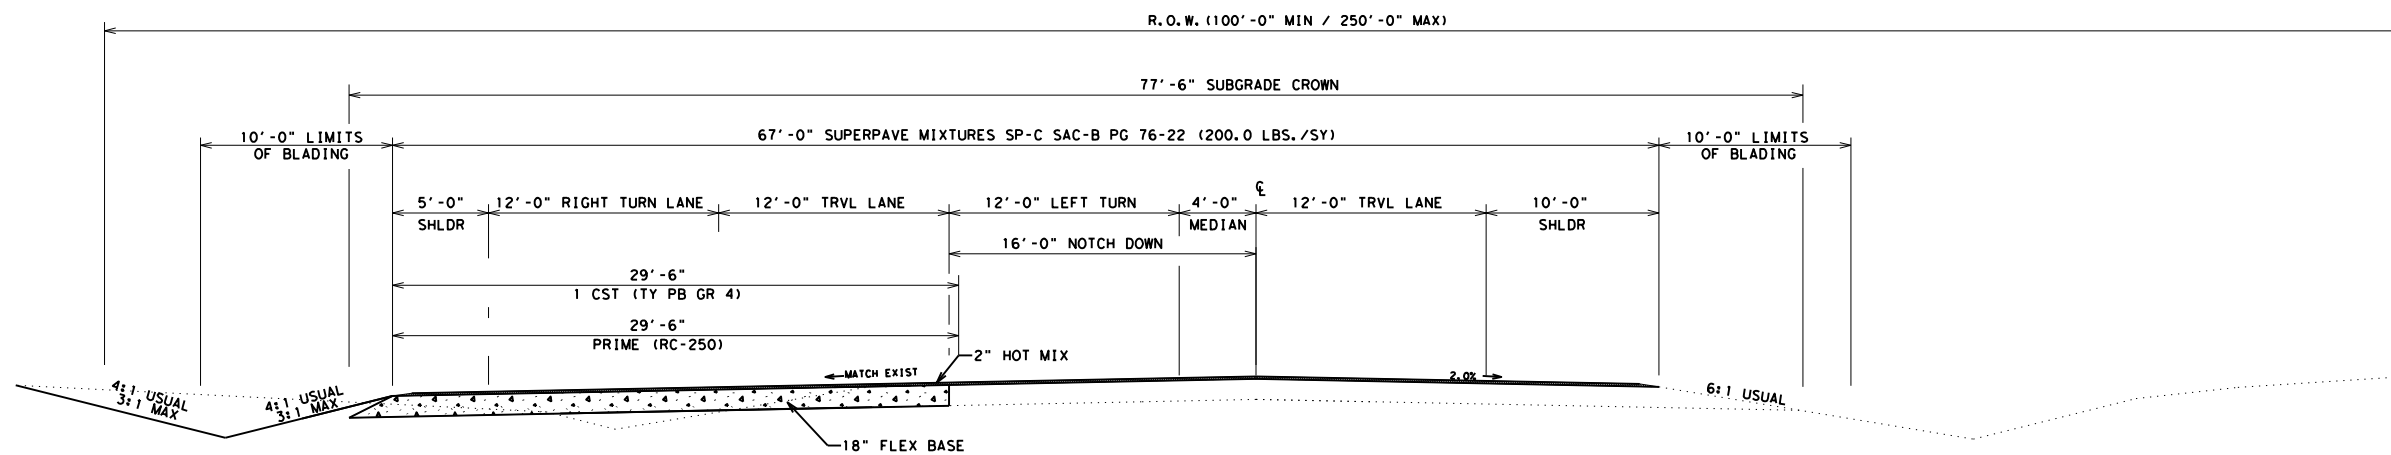 R.O.W. (100'-0" MIN / 250'-0" MAX)
77'-6" SUBGRADE CROWN
10'-0" LIMITS
OF BLADING
67'-0" SUPERPAVE MIXTURES SP-C SAC-B PG 76-22 (200.0 LBS./SY)
10'-0" LIMITS
OF BLADING
5'-0"
SHLDR
12'-0" RIGHT TURN LANE
12'-0" TRVL LANE
12'-0" LEFT TURN
4'-0"
MEDIAN
℄
12'-0" TRVL LANE
10'-0"
SHLDR
16'-0" NOTCH DOWN
29'-6"
1 CST (TY PB GR 4)
29'-6"
PRIME (RC-250)
2" HOT MIX
MATCH EXIST
2.0%
4:1 USUAL
3:1 MAX
4:1 USUAL
3:1 MAX
6:1 USUAL
18" FLEX BASE